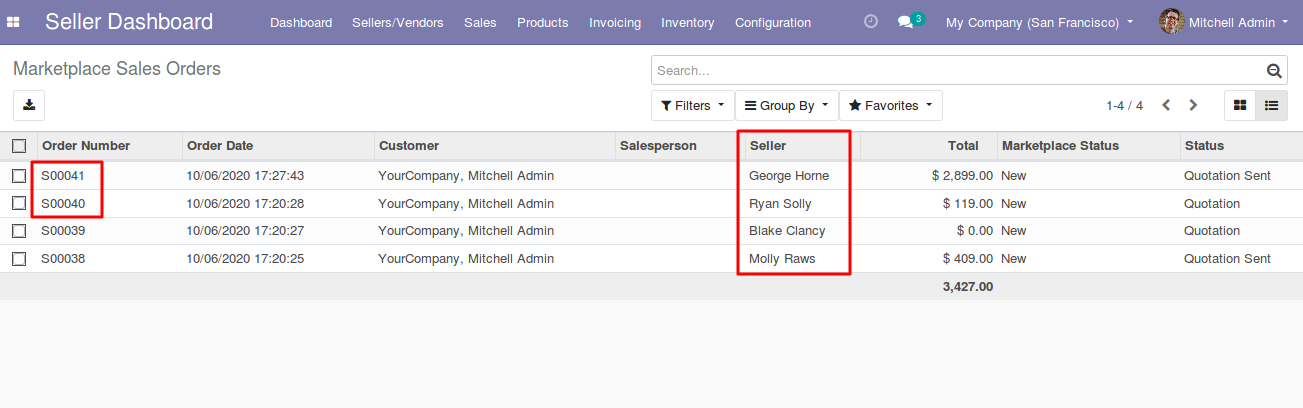 Seller Dashboard Dashboard Sellers/Vendors Sales Products Invoicing Inventory Configuration 3 My Company (San Francisco) Mitchell Admin
Marketplace Sales Orders Search...
Filters Group By Favorites 1-4 / 4
Order Number Order Date Customer Salesperson Seller Total Marketplace Status Status
S00041 10/06/2020 17:27:43 YourCompany, Mitchell Admin George Horne $ 2,899.00 New Quotation Sent
S00040 10/06/2020 17:20:28 YourCompany, Mitchell Admin Ryan Solly $ 119.00 New Quotation
S00039 10/06/2020 17:20:27 YourCompany, Mitchell Admin Blake Clancy $ 0.00 New Quotation
S00038 10/06/2020 17:20:25 YourCompany, Mitchell Admin Molly Raws $ 409.00 New Quotation Sent
3,427.00